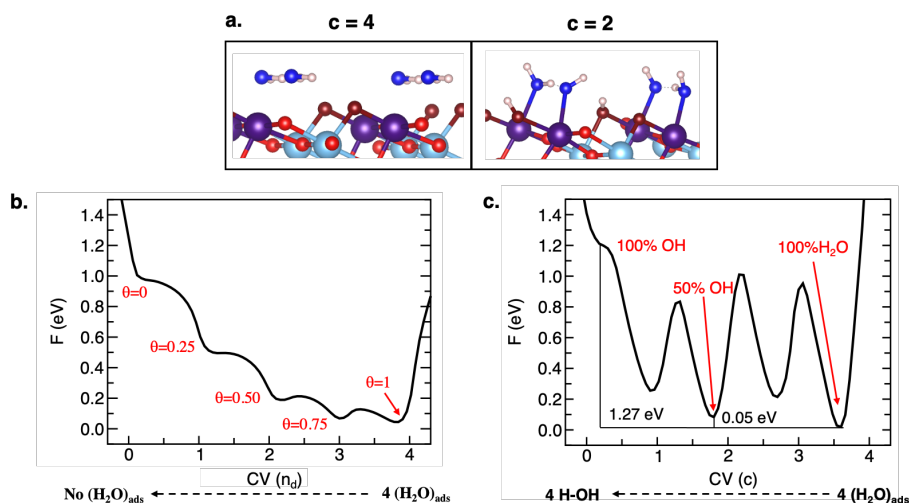 a.
c = 4
c = 2
b.
1.4
1.2
1.0
0.8
0.6
0.4
0.2
0.0
F (eV)
θ=0
θ=0.25
θ=0.50
θ=0.75
θ=1
0
1
2
3
4
CV (nd)
No (H2O)ads
4 (H2O)ads
c.
1.4
1.2
1.0
0.8
0.6
0.4
0.2
0.0
F (eV)
100% OH
50% OH
100%H2O
1.27 eV
0.05 eV
0
1
2
3
4
CV (c)
4 H-OH
4 (H2O)ads